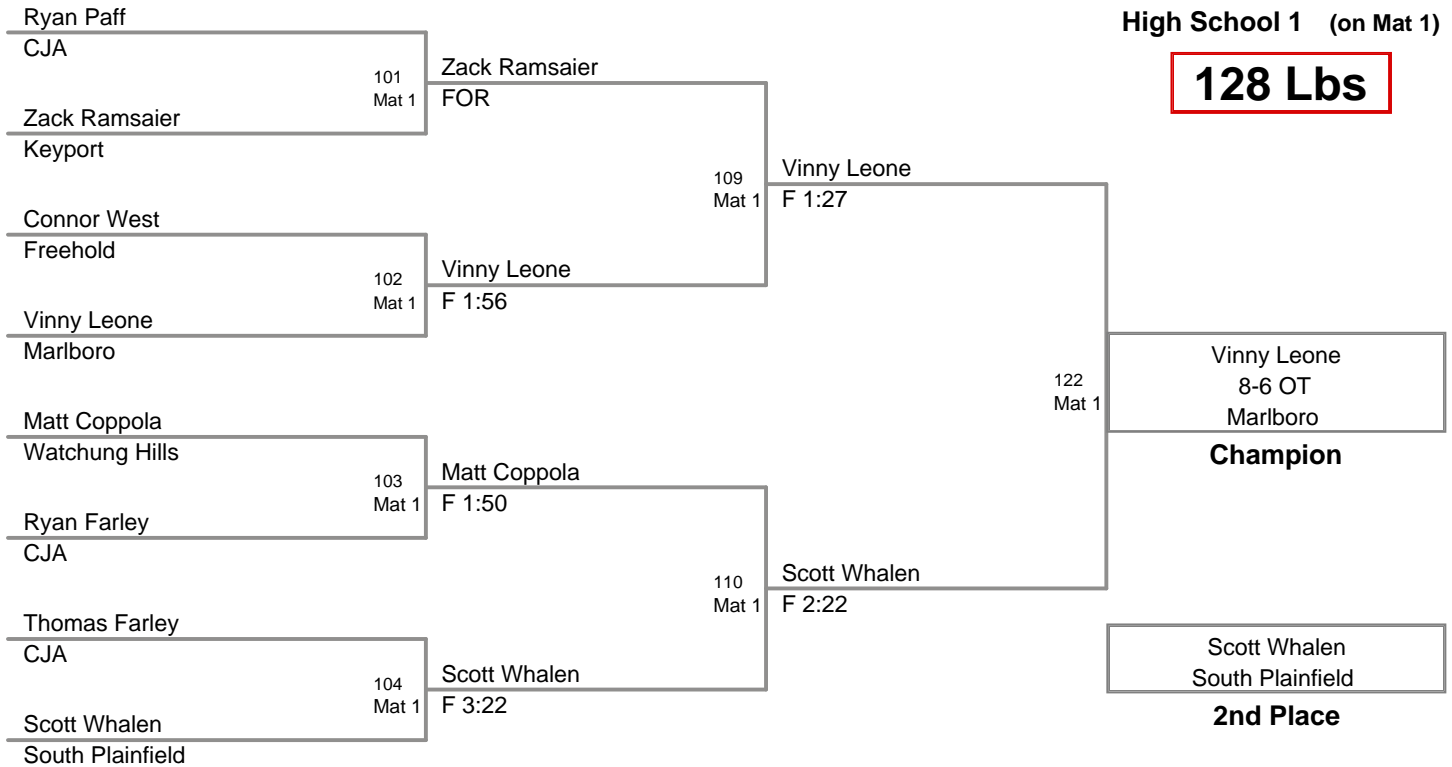 Ryan Paff
CJA
101
Mat 1
Zack Ramsaier
FOR
Zack Ramsaier
Keyport
Connor West
Freehold
102
Mat 1
Vinny Leone
F 1:56
Vinny Leone
Marlboro
109
Mat 1
Vinny Leone
F 1:27
Matt Coppola
Watchung Hills
103
Mat 1
Matt Coppola
F 1:50
Ryan Farley
CJA
Thomas Farley
CJA
104
Mat 1
Scott Whalen
F 3:22
Scott Whalen
South Plainfield
110
Mat 1
Scott Whalen
F 2:22
122
Mat 1
High School 1 (on Mat 1)
128 Lbs
Vinny Leone
8-6 OT
Marlboro
Champion
Scott Whalen
South Plainfield
2nd Place